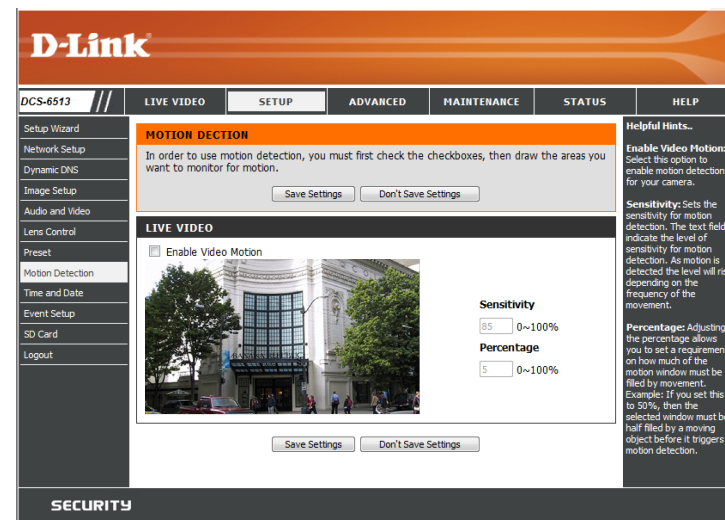 D-Link
DCS-6513
LIVE VIDEO
SETUP
ADVANCED
MAINTENANCE
STATUS
HELP
Setup Wizard
Network Setup
Dynamic DNS
Image Setup
Audio and Video
Lens Control
Preset
Motion Detection
Time and Date
Event Setup
SD Card
Logout
MOTION DECTION
In order to use motion detection, you must first check the checkboxes, then draw the areas you
want to monitor for motion.
Save Settings
Don't Save Settings
LIVE VIDEO
Enable Video Motion
Sensitivity
85 0~100%
Percentage
5 0~100%
Save Settings
Don't Save Settings
Helpful Hints..
Enable Video Motion:
Select this option to
enable motion detection
for your camera.
Sensitivity: Sets the
sensitivity for motion
detection. The text field
indicate the level of
sensitivity for motion
detection. As motion is
detected the level will ris
depending on the
frequency of the
movement.
Percentage: Adjusting
the percentage allows
you to set a requiremen
on how much of the
motion window must be
filled by movement.
Example: If you set this
to 50%, then the
selected window must be
half filled by a moving
object before it triggers
motion detection.
SECURITY